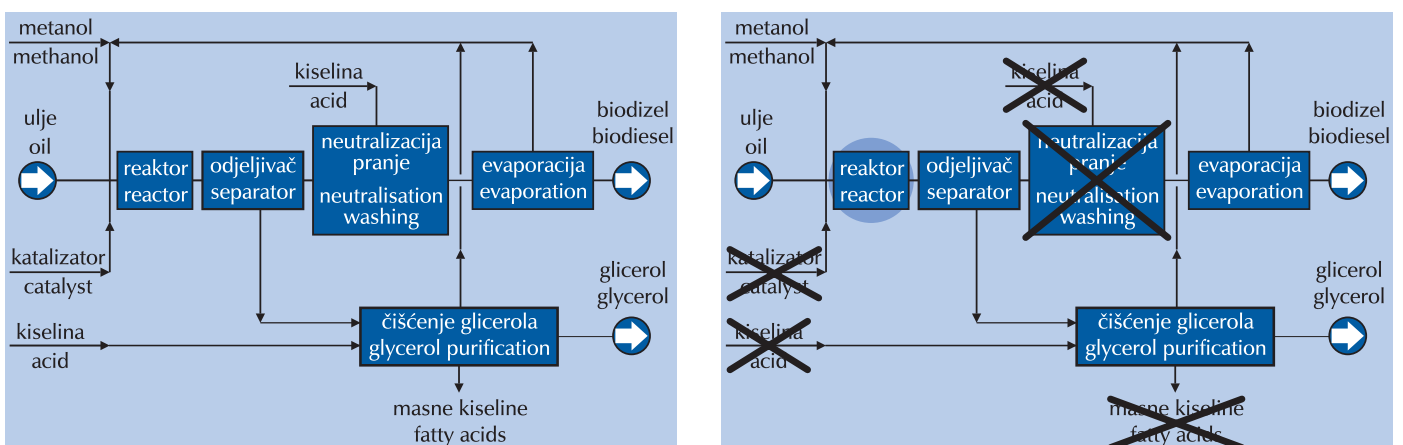 metanol
methanol
kiselina
acid
ulje
oil
biodizel
biodiesel
reaktor
reactor
odjeljivač
separator
neutralizacija
pranje
neutralisation
washing
evaporacija
evaporation
katalizator
catalyst
glicerol
glycerol
kiselina
acid
čišćenje glicerola
glycerol purification
masne kiseline
fatty acids
metanol
methanol
kiselina
acid
ulje
oil
biodizel
biodiesel
reaktor
reactor
odjeljivač
separator
neutralizacija
pranje
neutralisation
washing
evaporacija
evaporation
katalizator
catalyst
glicerol
glycerol
kiselina
acid
čišćenje glicerola
glycerol purification
masne kiseline
fatty acids